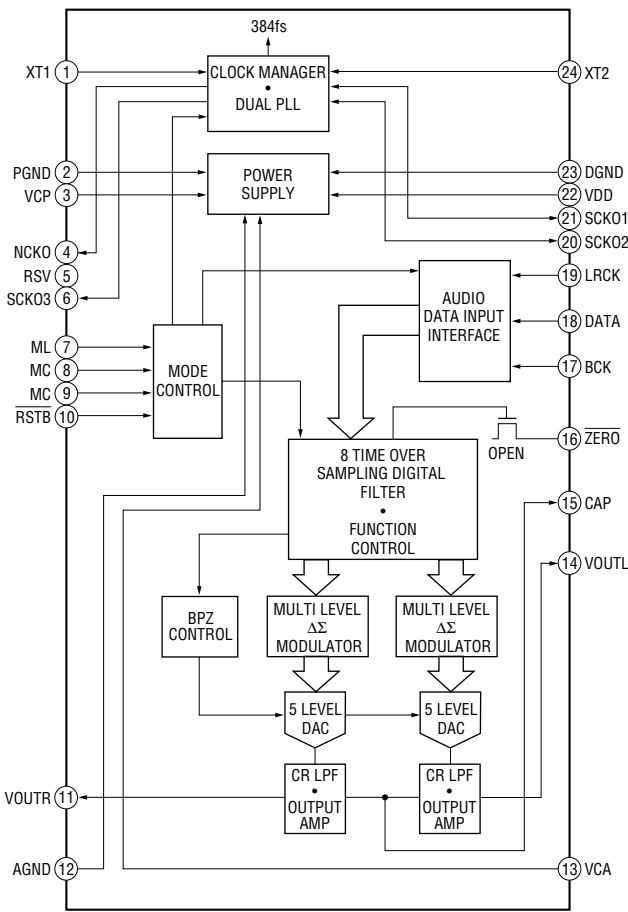 384fs
XT1 1
CLOCK MANAGER
•
DUAL PLL
24 XT2
PGND 2
VCP 3
POWER
SUPPLY
23 DGND
22 VDD
21 SCKO1
20 SCKO2
NCKO 4
RSV 5
SCKO3 6
19 LRCK
18 DATA
17 BCK
AUDIO
DATA INPUT
INTERFACE
ML 7
MC 8
MC 9
RSTB 10
MODE
CONTROL
OPEN
16 ZERO
8 TIME OVER
SAMPLING DIGITAL
FILTER
•
FUNCTION
CONTROL
15 CAP
14 VOUTL
BPZ
CONTROL
MULTI LEVEL
ΔΣ
MODULATOR
MULTI LEVEL
ΔΣ
MODULATOR
5 LEVEL
DAC
5 LEVEL
DAC
VOUTR 11
CR LPF
•
OUTPUT
AMP
CR LPF
•
OUTPUT
AMP
AGND 12
13 VCA